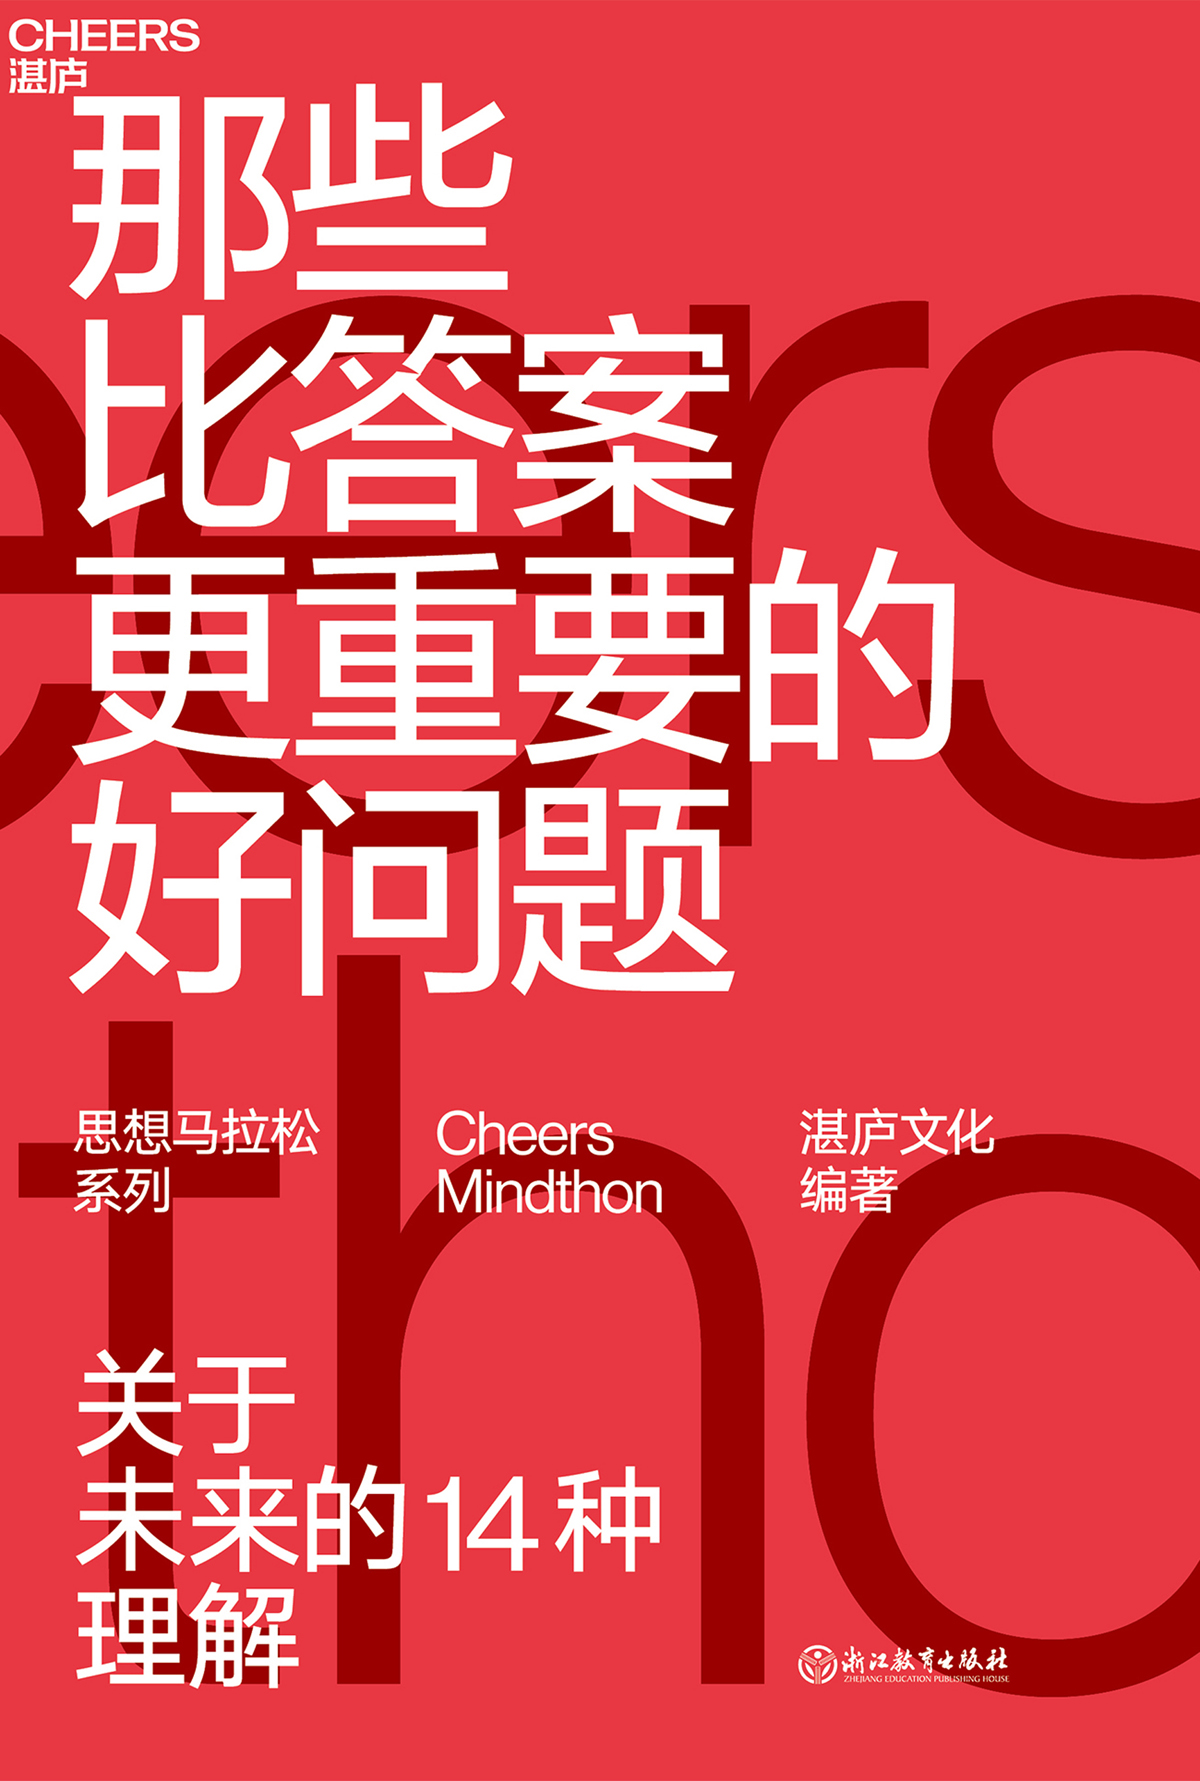 CHEERS
湛庐
那些
比答案
更重要的
好问题
思想马拉松
系列
Cheers
Mindthon
湛庐文化
编著
关于
未来的14种
理解
浙江教育出版社
ZHEJIANG EDUCATION PUBLISHING HOUSE
eers
tho